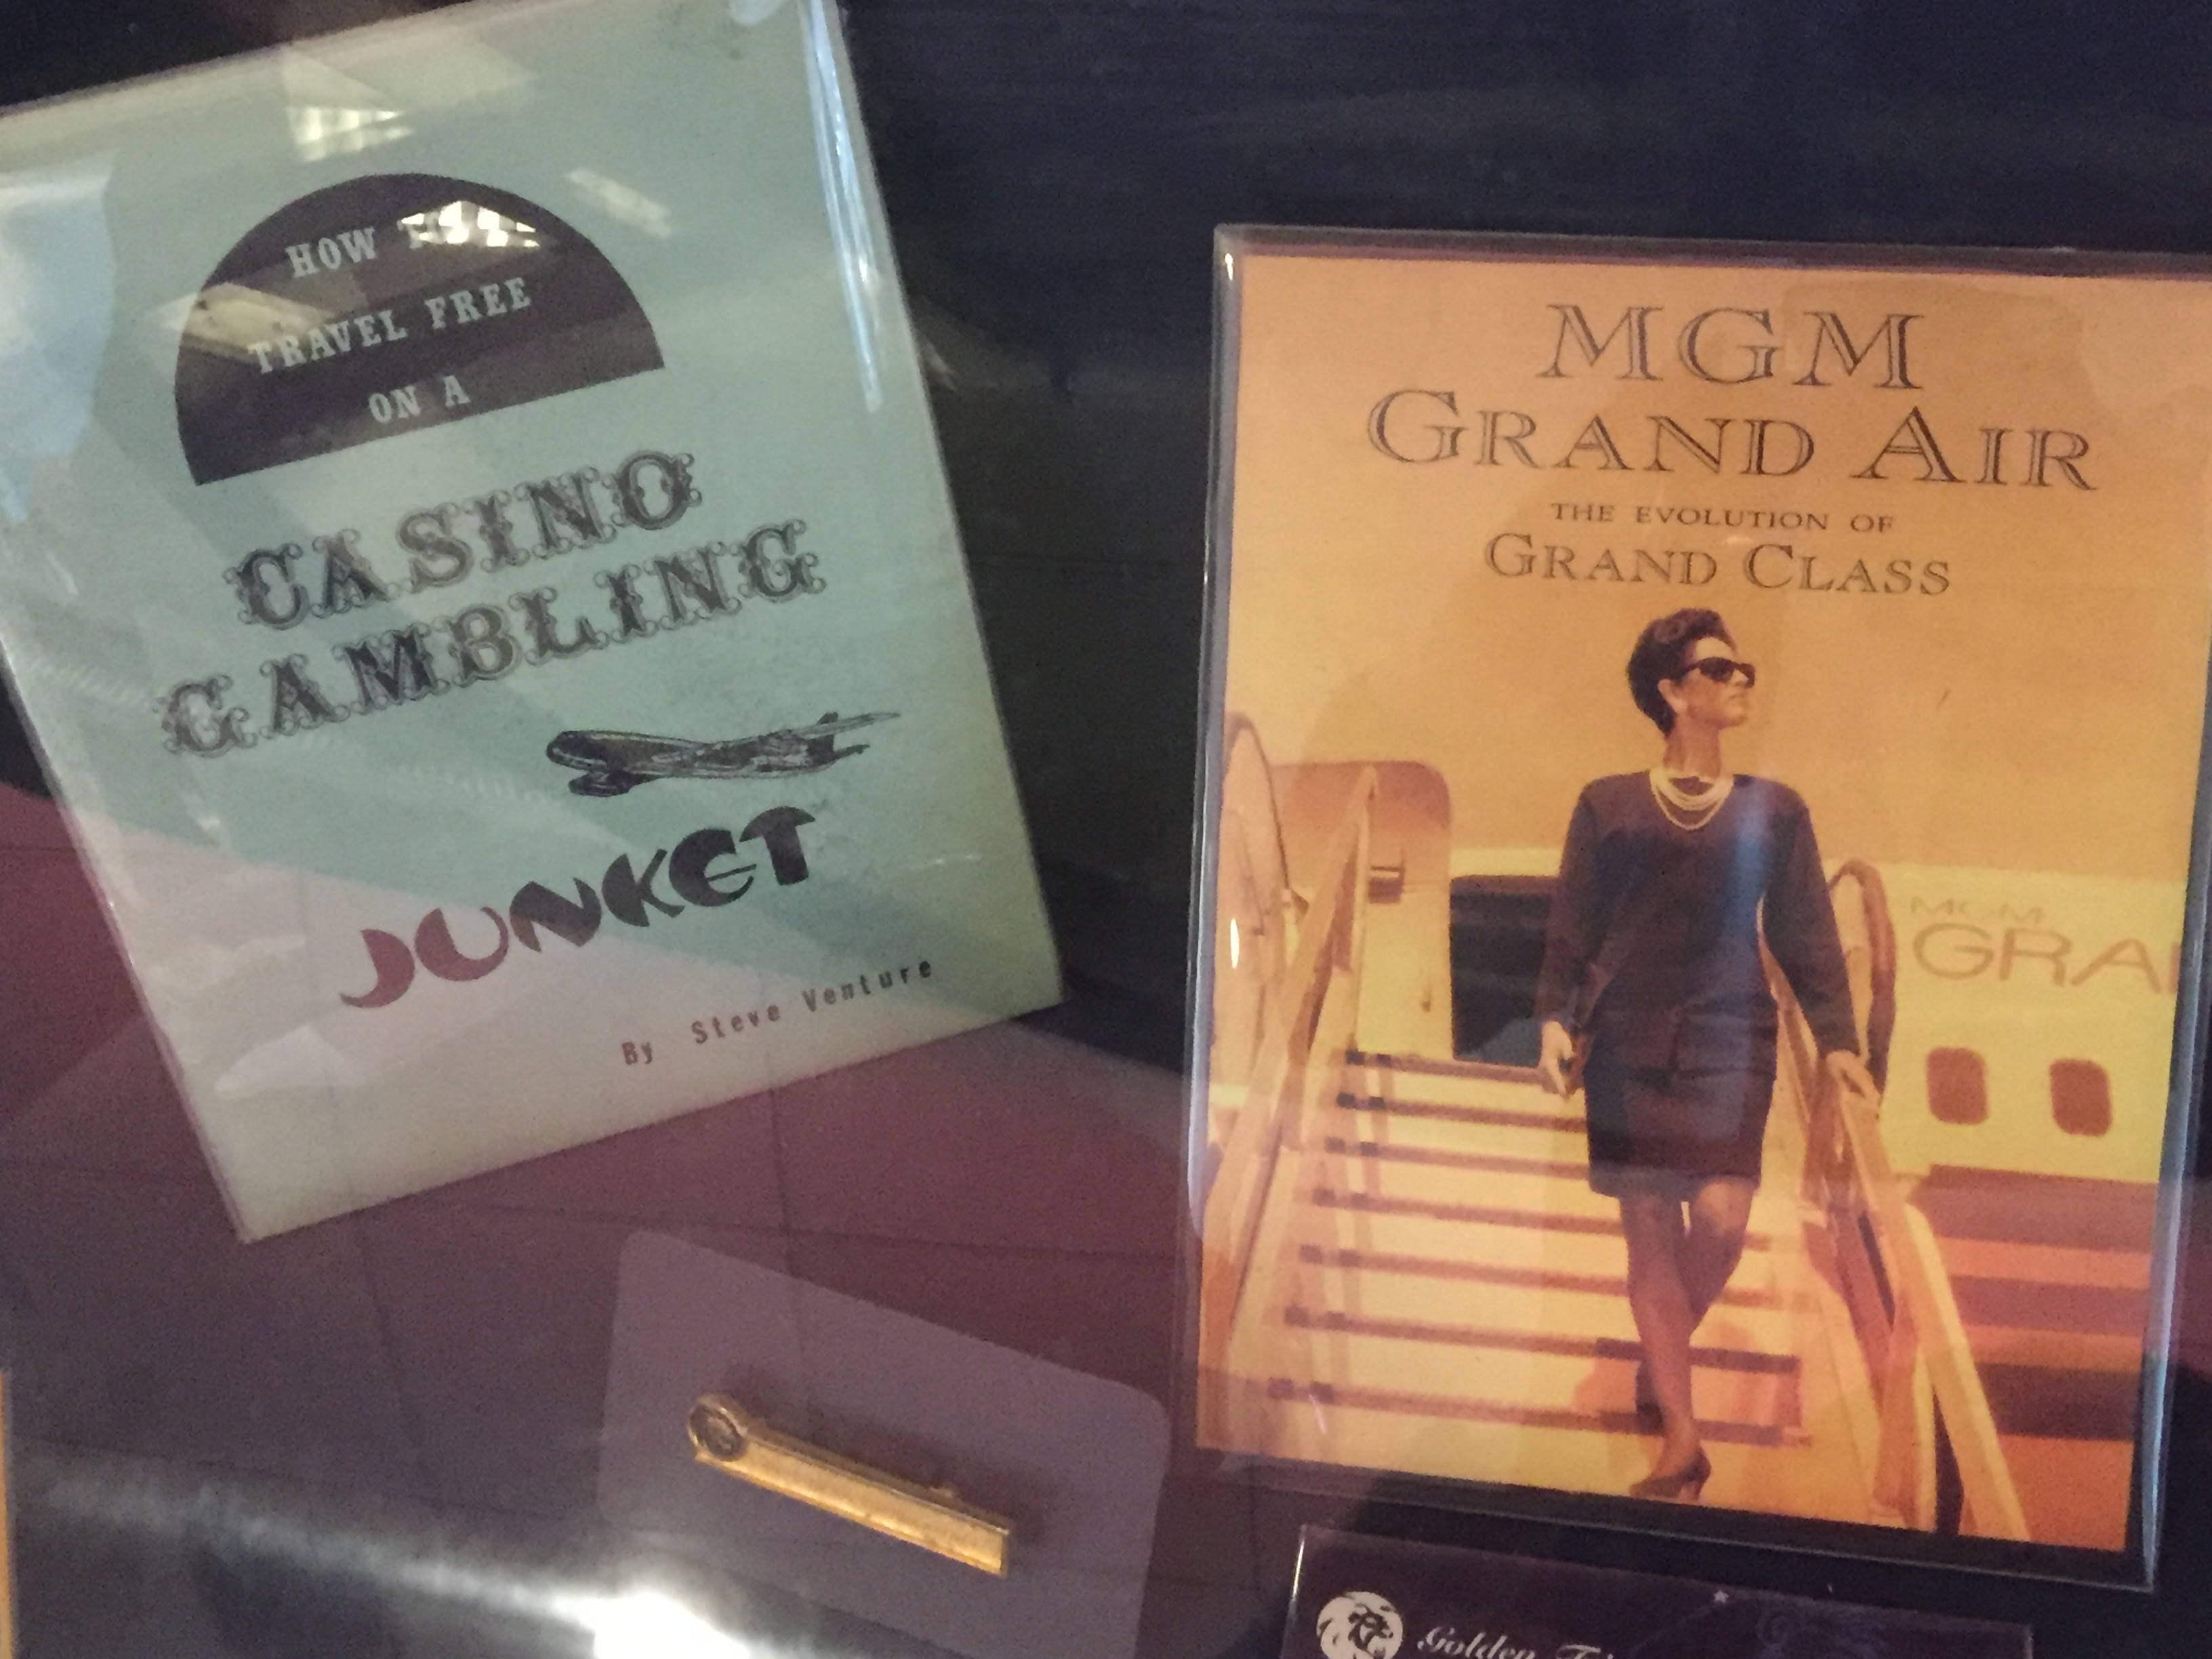 HOW TO
TRAVEL FREE
ON A
CASINO
GAMBLING
JUNKET
By Steve Venture
MGM
GRAND AIR
THE EVOLUTION OF
GRAND CLASS
MGM
GRA
Golden